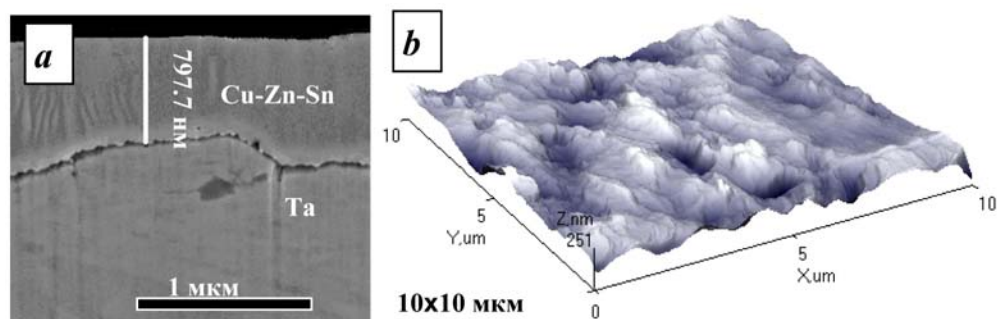 a
797.7 нм
Cu-Zn-Sn
Ta
1 мкм
b
10
5
Y,um
Z,nm
251
0
5
X,um
10
10x10 мкм